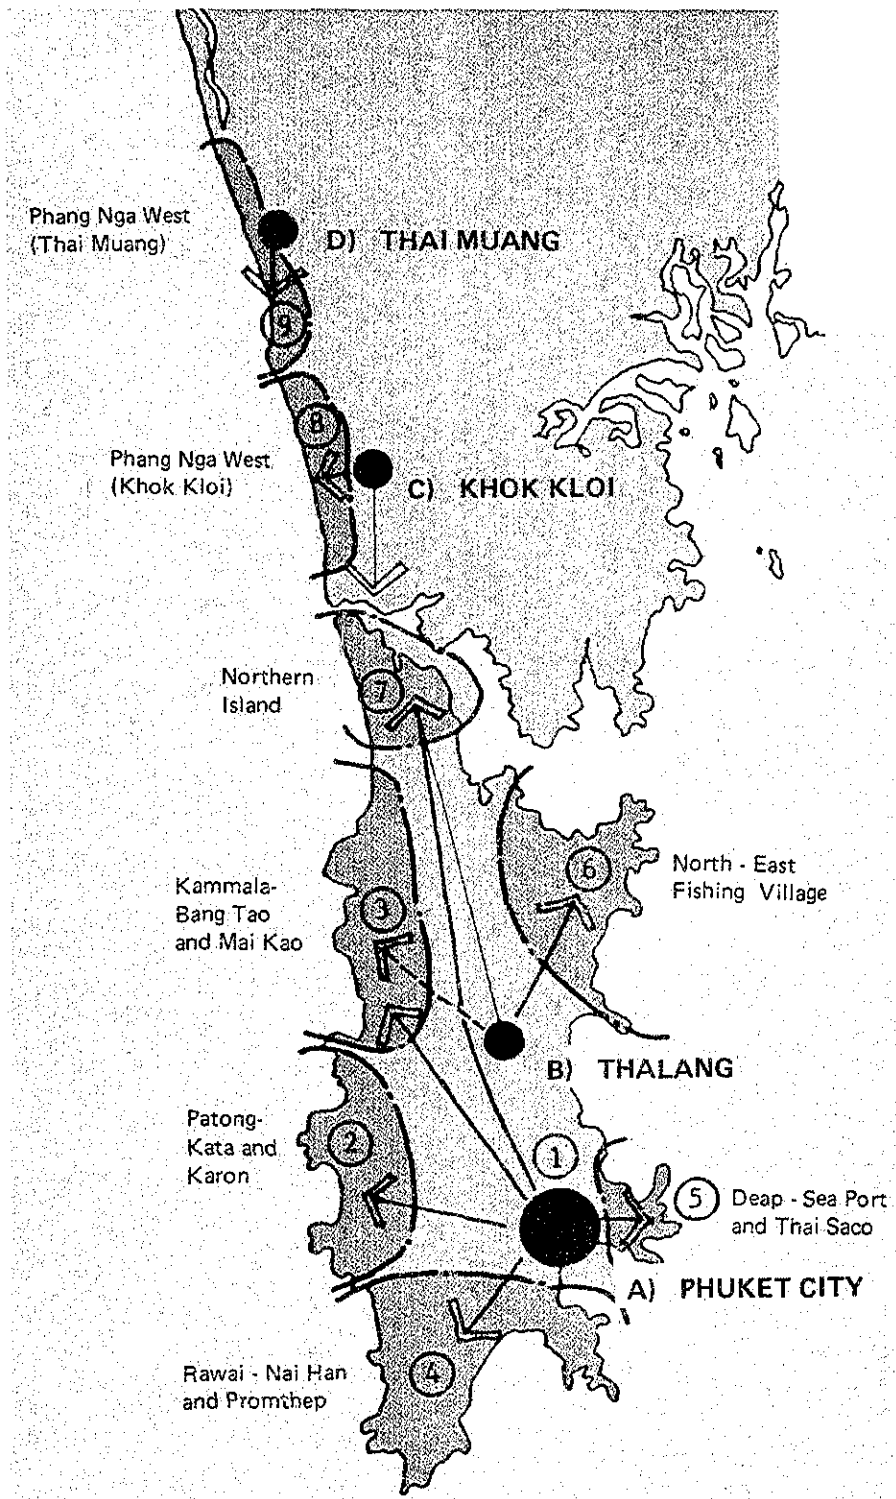 Phang Nga West
(Thai Muang)
D) THAI MUANG
9
8
Phang Nga West
(Khok Kloi)
C) KHOK KLOI
Northern
Island
7
6
North - East
Fishing Village
Kammala-
Bang Tao
and Mai Kao
3
B) THALANG
Patong-
Kata and
Karon
2
1
5
Deap - Sea Port
and Thai Saco
A) PHUKET CITY
Rawai - Nai Han
and Promthep
4